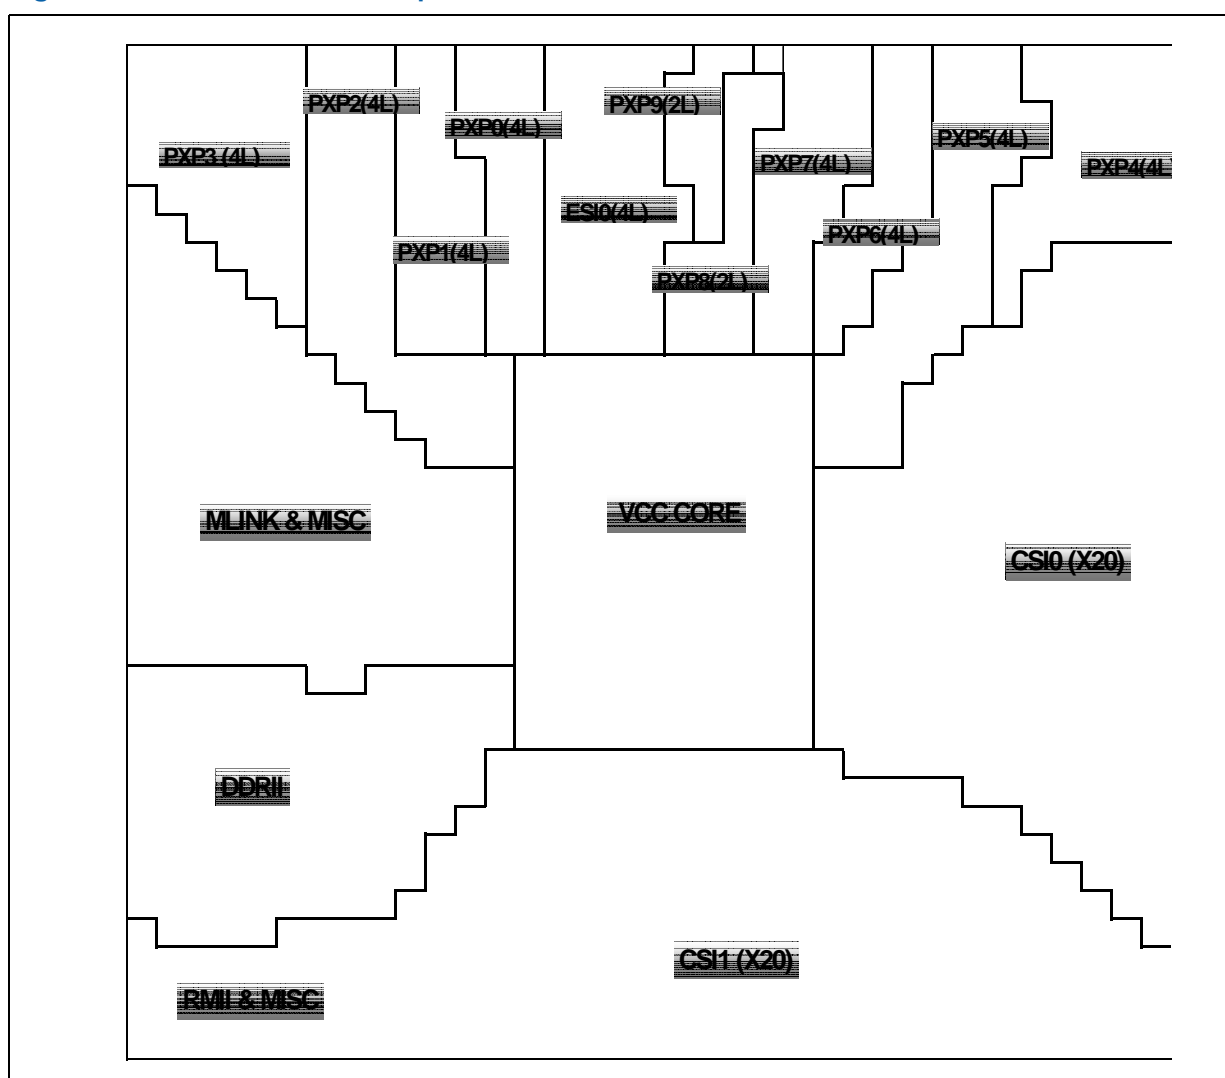 PXP2(4L)
PXP9(2L)
PXP0(4L)
PXP5(4L)
PXP3 (4L)
PXP7(4L)
PXP4(4L
ESI0(4L)
PXP6(4L)
PXP1(4L)
PXP8(2L)
MLINK & MISC
VCC CORE
CSI0 (X20)
DDRII
CSI1 (X20)
RMII & MISC